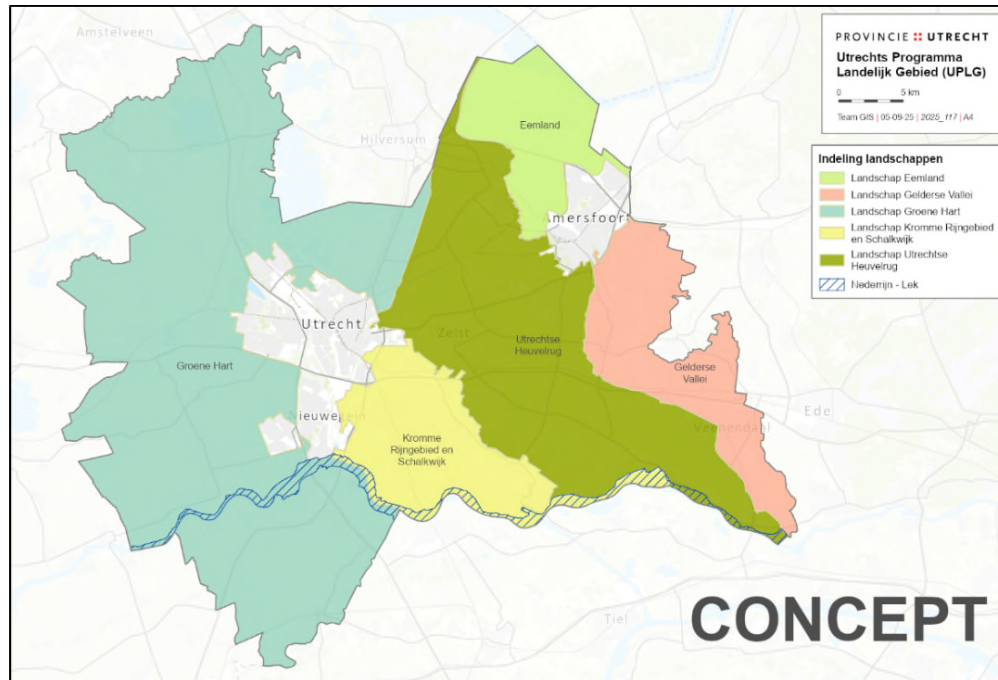 PROVINCIE UTRECHT
Utrechts Programma
Landelijk Gebied (UPLG)
0 5 km
Team GIS | 05-09-25 | 2025_117 | A4
Indeling landschappen
Landschap Eemland
Landschap Gelderse Vallei
Landschap Groene Hart
Landschap Kromme Rijngebied
en Schalkwijk
Landschap Utrechtse
Heuvelrug
Nederrijn - Lek
Amstelveen
Hilversum
Eemland
Amersfoort
Utrecht
Zeist
Utrechtse
Heuvelrug
Groene Hart
Gelderse
Vallei
Nieuwegein
Ede
Veenendaal
Kromme
Rijngebied en
Schalkwijk
Tiel
CONCEPT